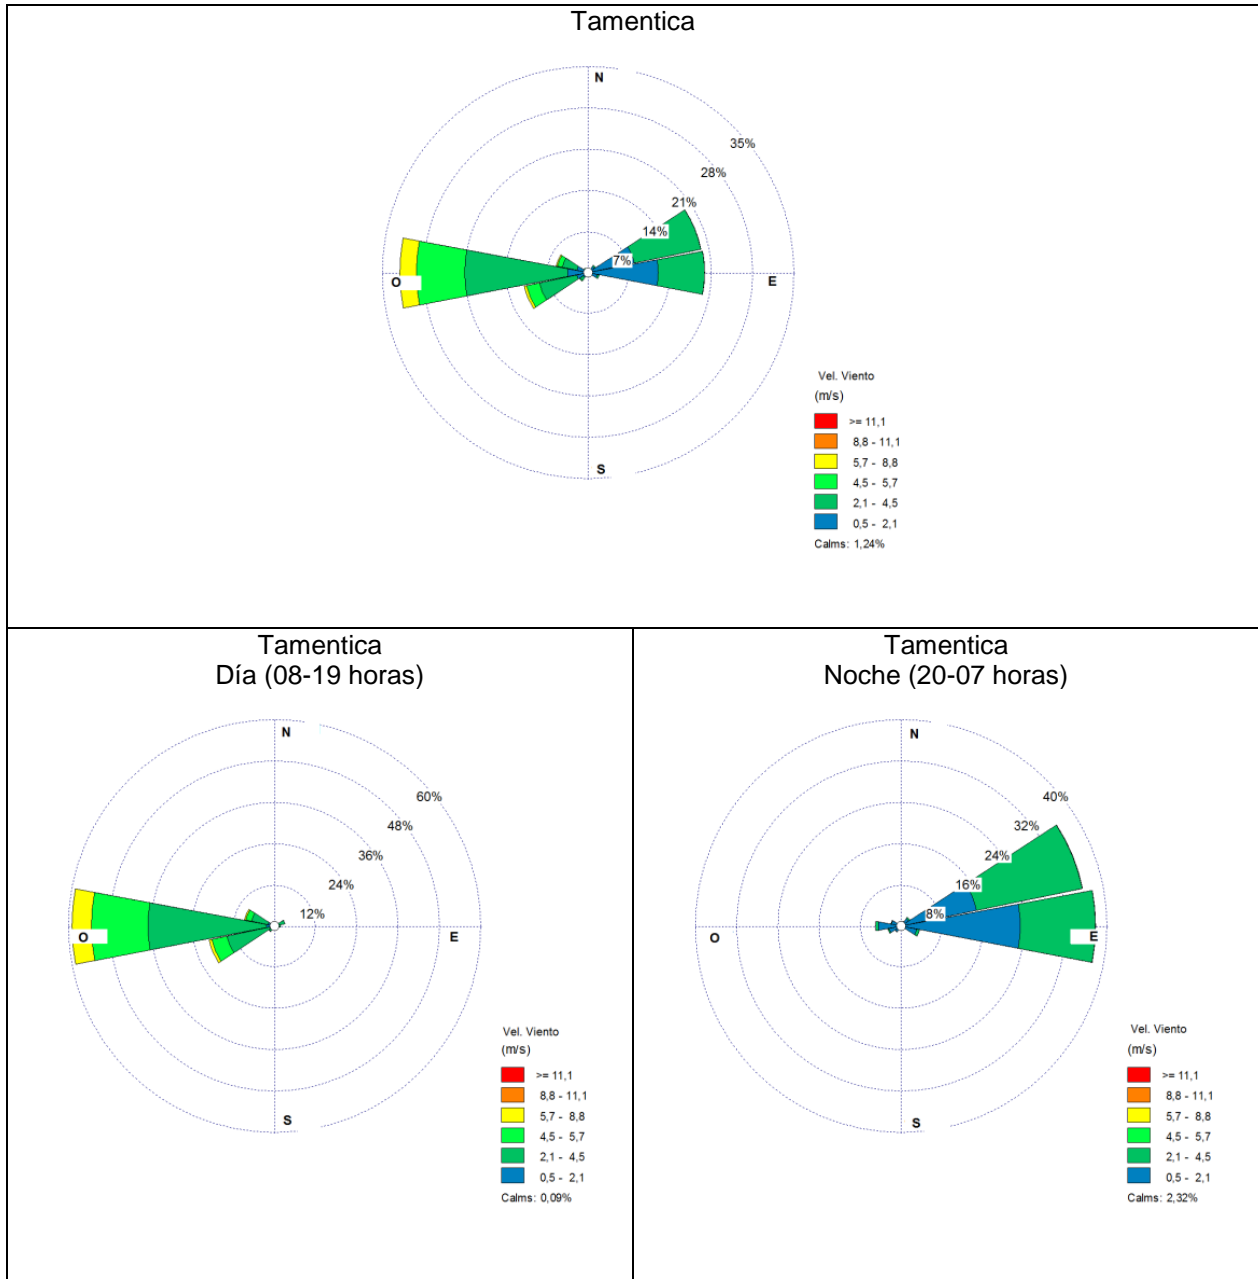 Tamentica
N
35%
28%
21%
14%
7%
O
E
S
Vel. Viento
(m/s)
>= 11,1
8,8 - 11,1
5,7 - 8,8
4,5 - 5,7
2,1 - 4,5
0,5 - 2,1
Calms: 1,24%
Tamentica
Día (08-19 horas)
N
60%
48%
36%
24%
12%
O
E
S
Vel. Viento
(m/s)
>= 11,1
8,8 - 11,1
5,7 - 8,8
4,5 - 5,7
2,1 - 4,5
0,5 - 2,1
Calms: 0,09%
Tamentica
Noche (20-07 horas)
N
40%
32%
24%
16%
8%
O
E
S
Vel. Viento
(m/s)
>= 11,1
8,8 - 11,1
5,7 - 8,8
4,5 - 5,7
2,1 - 4,5
0,5 - 2,1
Calms: 2,32%